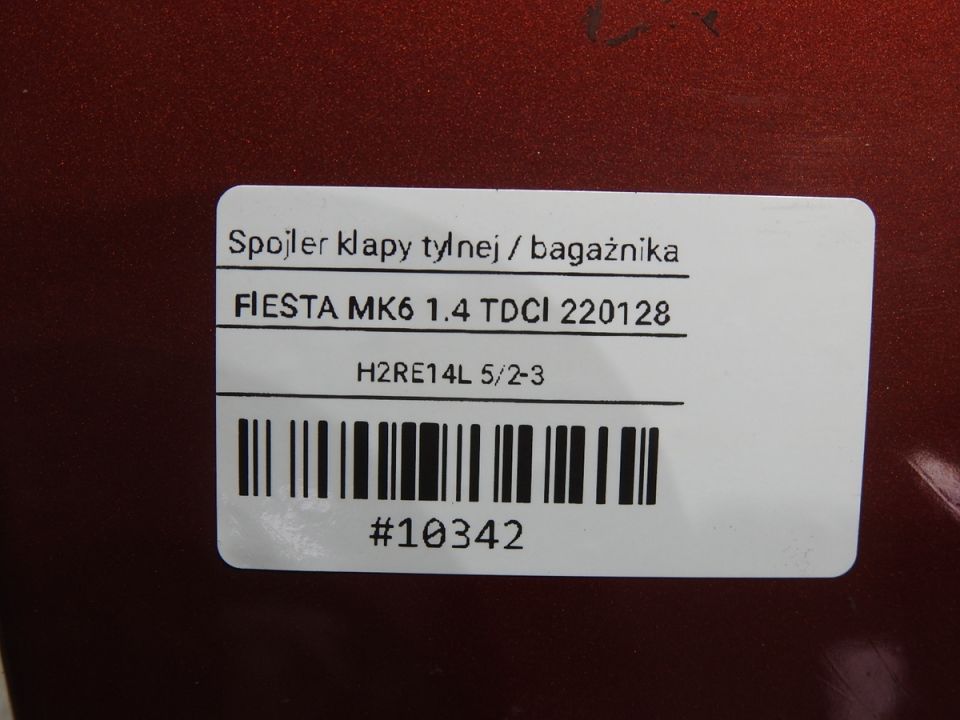 Spojler klapy tylnej / bagażnika
FIESTA MK6 1.4 TDCI 220128
H2RE14L 5/2-3
#10342